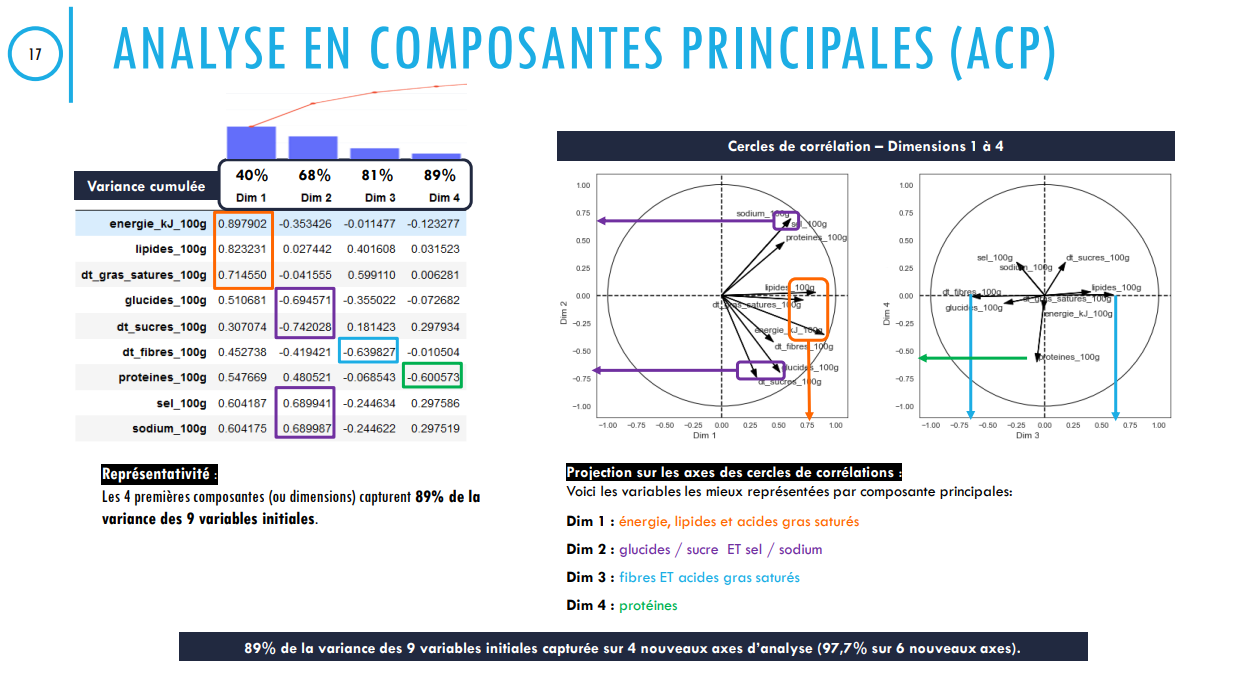 17
ANALYSE EN COMPOSANTES PRINCIPALES (ACP)
Variance cumulée
40% 68% 81% 89%
Dim 1 Dim 2 Dim 3 Dim 4
energie_kJ_100g 0.897902 -0.353426 -0.011477 -0.123277
lipides_100g 0.823231 0.027442 0.401608 0.031523
dt_gras_satures_100g 0.714550 -0.041555 0.599110 0.006281
glucides_100g 0.510681 -0.694571 -0.355022 -0.072682
dt_sucres_100g 0.307074 -0.742028 0.181423 0.297934
dt_fibres_100g 0.452738 -0.419421 -0.639827 -0.010504
proteines_100g 0.547669 0.480521 -0.068543 -0.600573
sel_100g 0.604187 0.689941 -0.244634 0.297586
sodium_100g 0.604175 0.689987 -0.244622 0.297519
Représentativité :
Les 4 premières composantes (ou dimensions) capturent 89% de la
variance des 9 variables initiales.
Cercles de corrélation – Dimensions 1 à 4
1.00
0.75
0.50
0.25
0.00
−0.25
−0.50
−0.75
−1.00
Dim 2
sodium_100g
sel_100g
proteines_100g
lipides_100g
dt_gras_satures_100g
energie_kJ_100g
dt_fibres_100g
glucides_100g
dt_sucres_100g
−1.00 −0.75 −0.50 −0.25 0.00 0.25 0.50 0.75 1.00
Dim 1
1.00
0.75
0.50
0.25
0.00
−0.25
−0.50
−0.75
−1.00
Dim 4
sel_100g
dt_sucres_100g
sodium_100g
dt_fibres_100g
lipides_100g
dt_gras_satures_100g
glucides_100g
energie_kJ_100g
proteines_100g
−1.00 −0.75 −0.50 −0.25 0.00 0.25 0.50 0.75 1.00
Dim 3
Projection sur les axes des cercles de corrélations :
Voici les variables les mieux représentées par composante principales:
Dim 1 : énergie, lipides et acides gras saturés
Dim 2 : glucides / sucre ET sel / sodium
Dim 3 : fibres ET acides gras saturés
Dim 4 : protéines
89% de la variance des 9 variables initiales capturée sur 4 nouveaux axes d’analyse (97,7% sur 6 nouveaux axes).